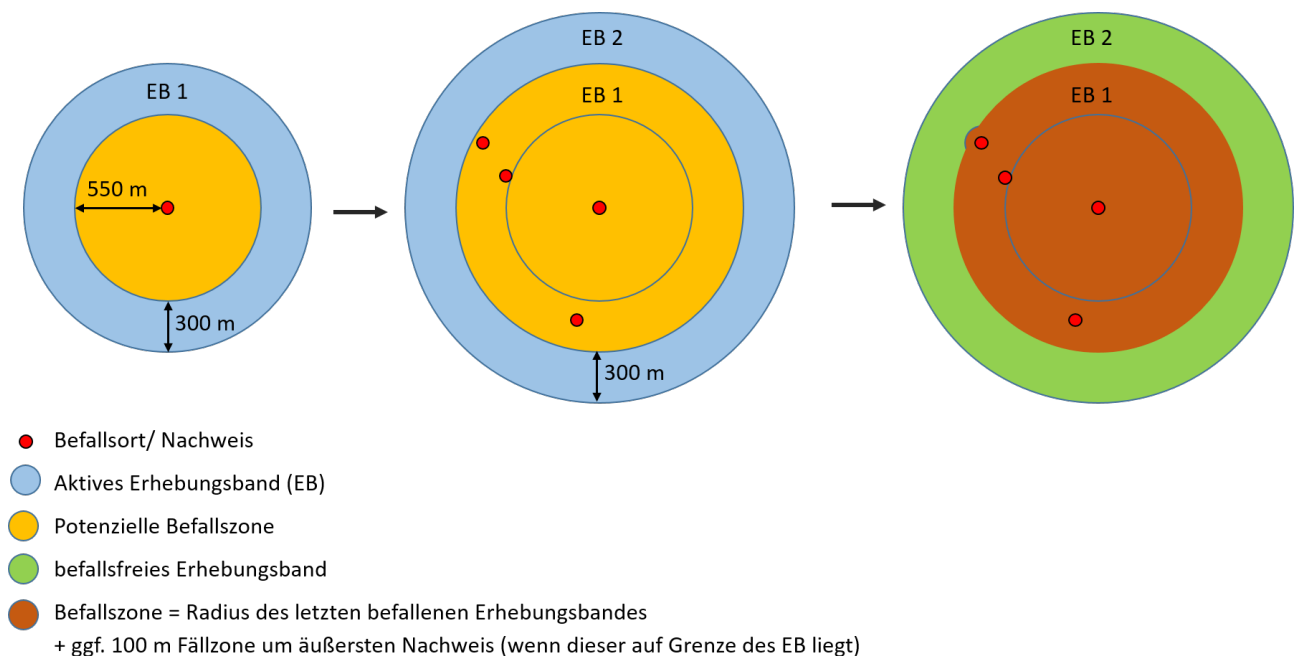 EB 1
550 m
300 m
EB 2
EB 1
300 m
EB 2
EB 1
Befallsort/ Nachweis
Aktives Erhebungsband (EB)
Potenzielle Befallszone
befallsfreies Erhebungsband
Befallszone = Radius des letzten befallenen Erhebungsbandes
+ ggf. 100 m Fällzone um äußersten Nachweis (wenn dieser auf Grenze des EB liegt)